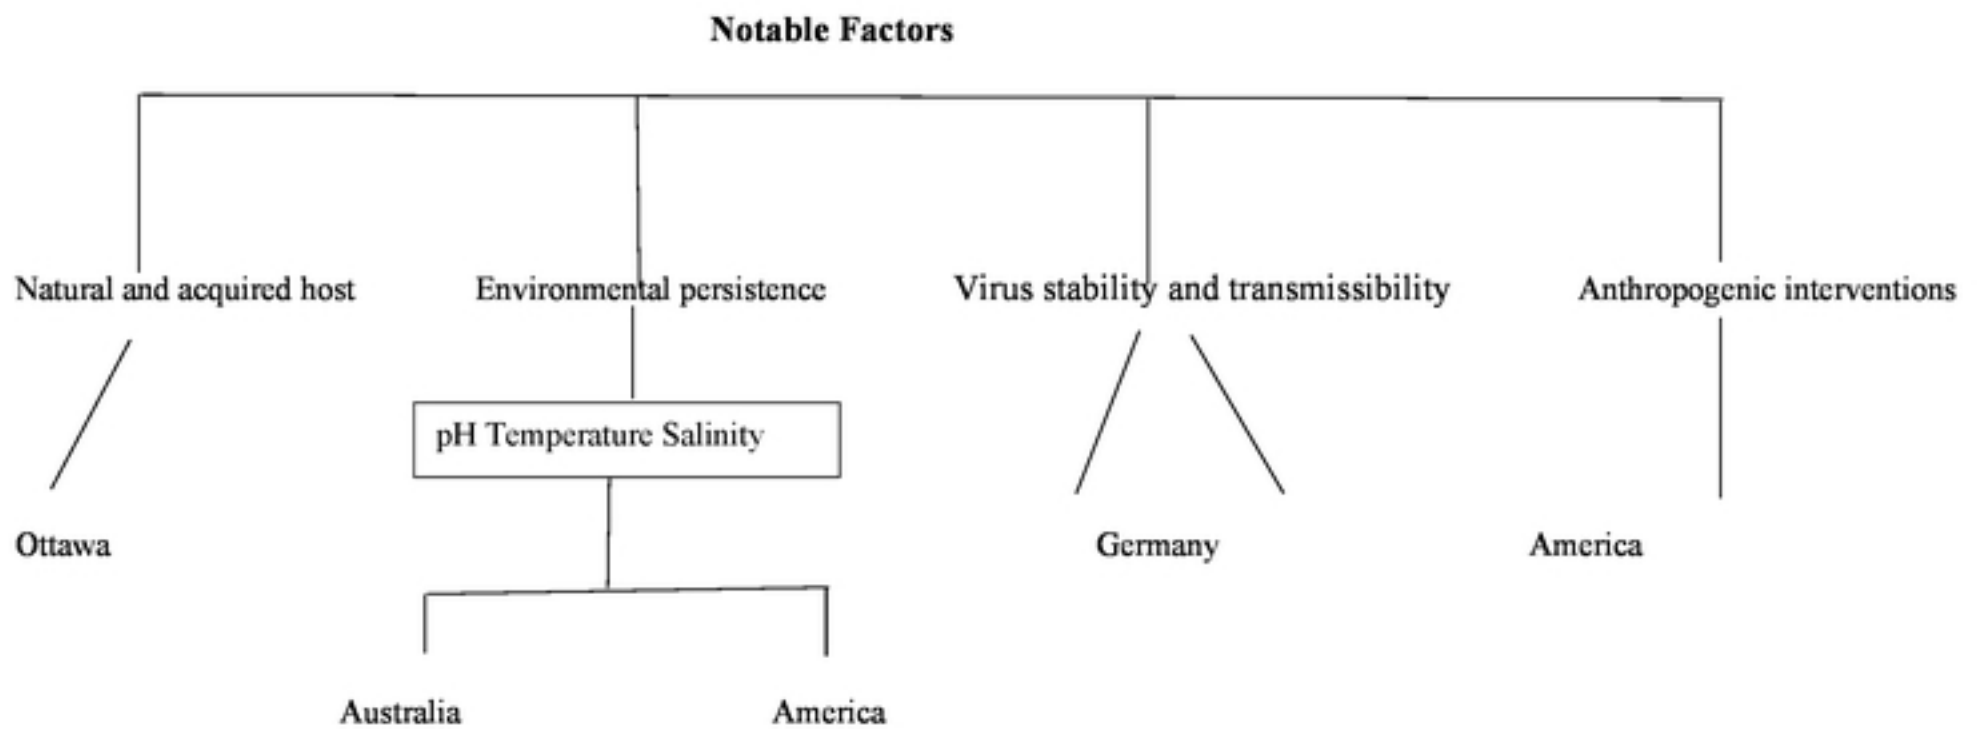 Notable Factors
Natural and acquired host
Environmental persistence
Virus stability and transmissibility
Anthropogenic interventions
pH Temperature Salinity
Ottawa
Germany
America
Australia
America